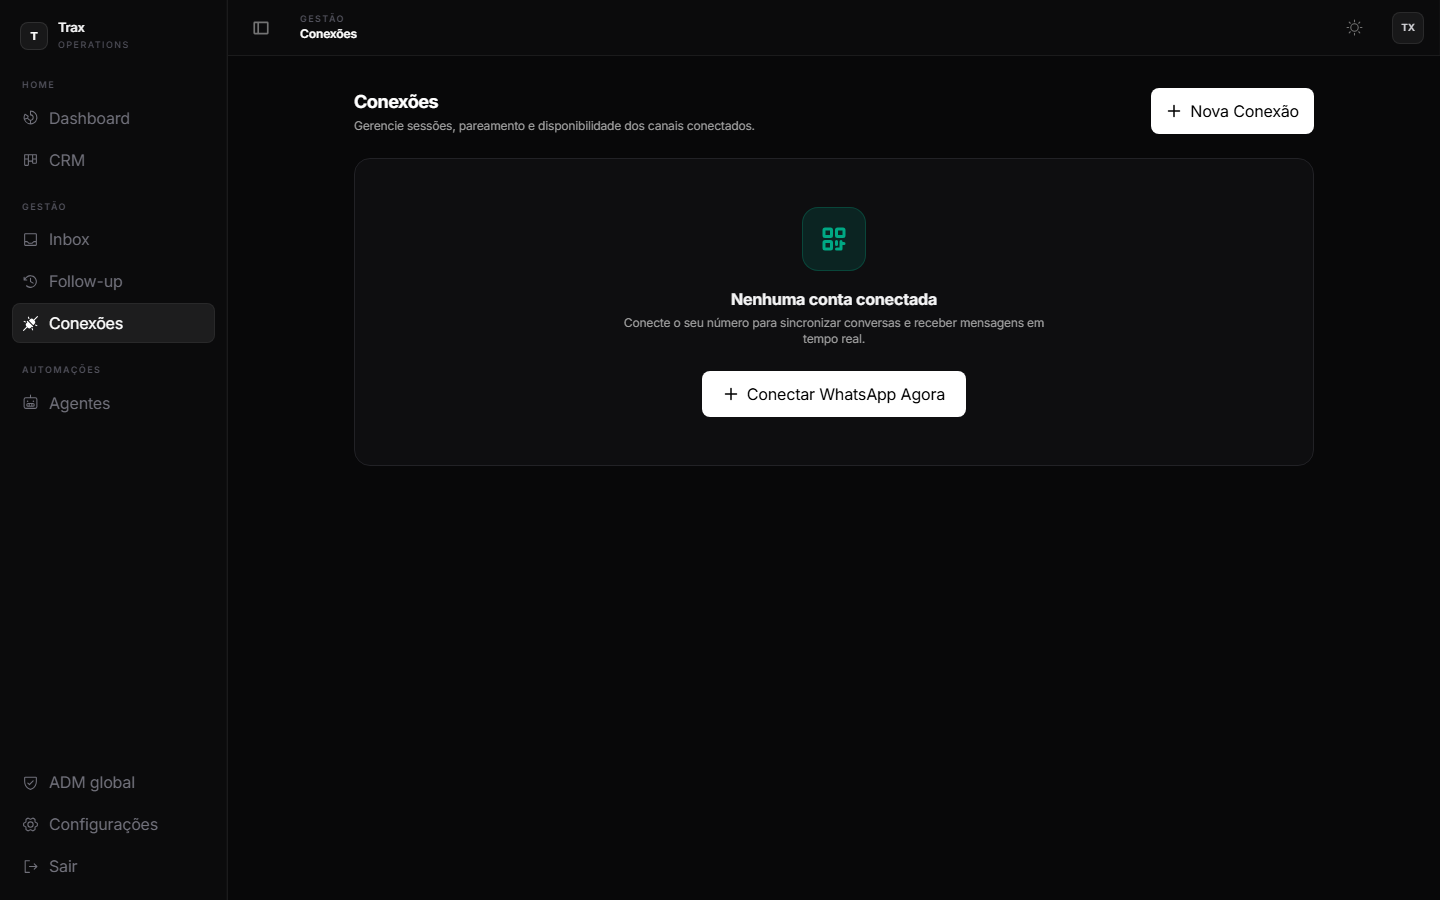 T
Trax
OPERATIONS
HOME
Dashboard
CRM
GESTÃO
Inbox
Follow-up
Conexões
AUTOMAÇÕES
Agentes
ADM global
Configurações
Sair
GESTÃO
Conexões
TX
Conexões
Gerencie sessões, pareamento e disponibilidade dos canais conectados.
Nova Conexão
Nenhuma conta conectada
Conecte o seu número para sincronizar conversas e receber mensagens em
tempo real.
Conectar WhatsApp Agora